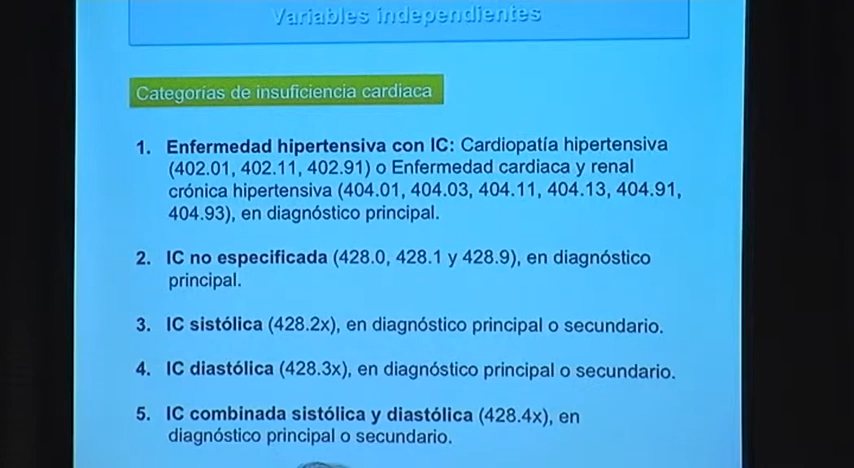 Variables independientes
Categorías de insuficiencia cardiaca
1. Enfermedad hipertensiva con IC: Cardiopatía hipertensiva
(402.01, 402.11, 402.91) o Enfermedad cardiaca y renal
crónica hipertensiva (404.01, 404.03, 404.11, 404.13, 404.91,
404.93), en diagnóstico principal.
2. IC no especificada (428.0, 428.1 y 428.9), en diagnóstico
principal.
3. IC sistólica (428.2x), en diagnóstico principal o secundario.
4. IC diastólica (428.3x), en diagnóstico principal o secundario.
5. IC combinada sistólica y diastólica (428.4x), en
diagnóstico principal o secundario.